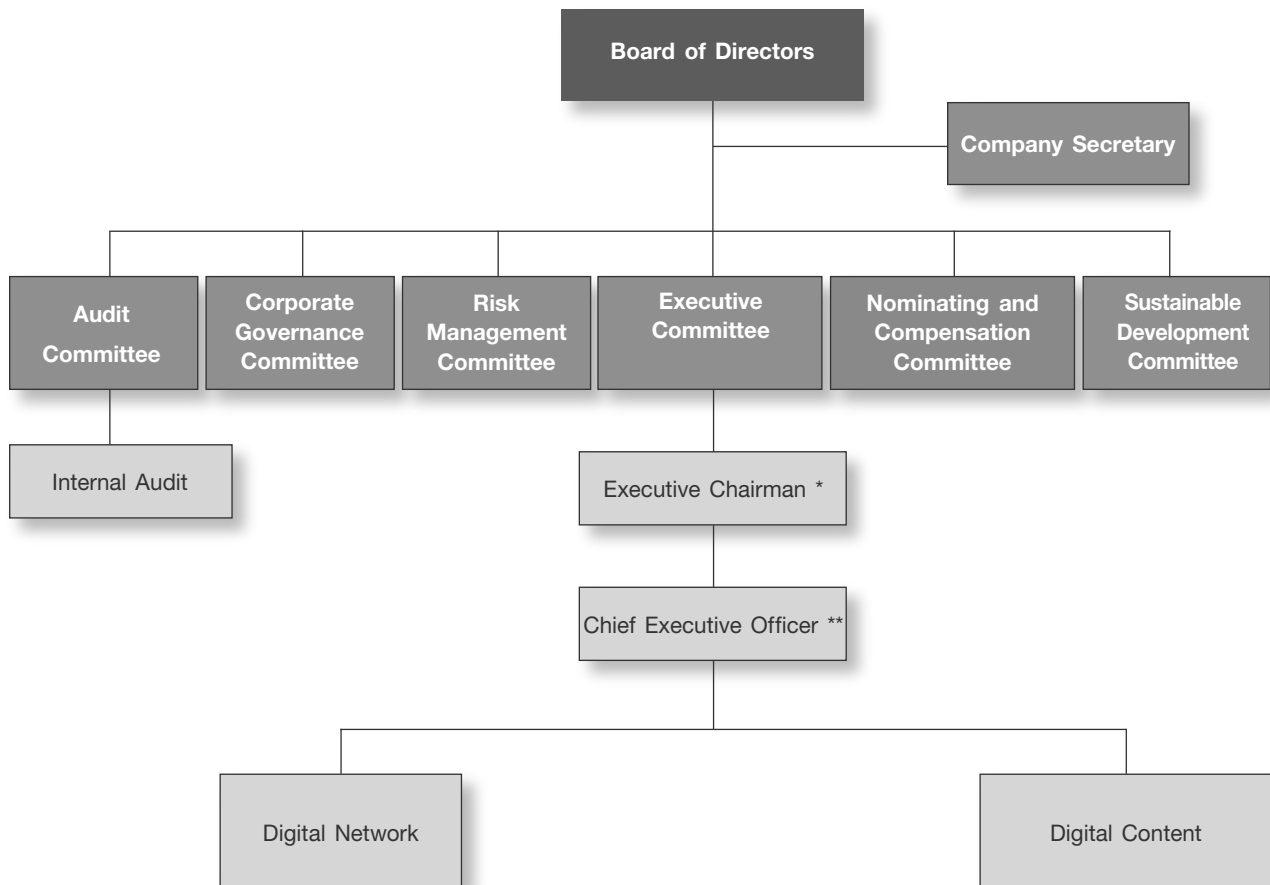 Board of Directors
Company Secretary
Audit
Committee
Corporate
Governance
Committee
Risk
Management
Committee
Executive
Committee
Nominating and
Compensation
Committee
Sustainable
Development
Committee
Internal Audit
Executive Chairman *
Chief Executive Officer **
Digital Network
Digital Content